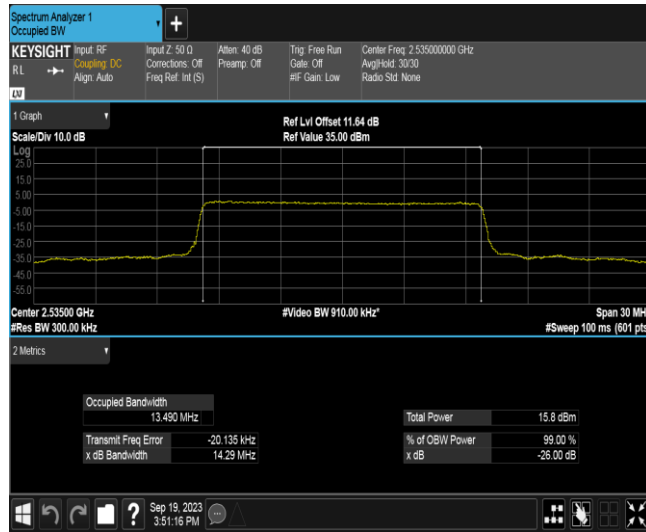 Spectrum Analyzer 1
Occupied BW
+
KEYSIGHT
RL
LXI
Input: RF
Coupling: DC
Align: Auto
Input Z: 50 Ω
Corrections: Off
Freq Ref: Int (S)
Atten: 40 dB
Preamp: Off
Trig: Free Run
Gate: Off
#IF Gain: Low
Center Freq: 2.535000000 GHz
Avg|Hold: 30/30
Radio Std: None
1 Graph
Scale/Div 10.0 dB
Ref Lvl Offset 11.64 dB
Ref Value 35.00 dBm
Log
25.0
15.0
5.00
-5.00
-15.0
-25.0
-35.0
-45.0
-55.0
Center 2.53500 GHz
#Res BW 300.00 kHz
#Video BW 910.00 kHz*
Span 30 MH
#Sweep 100 ms (601 pts
2 Metrics
Occupied Bandwidth
13.490 MHz
Transmit Freq Error -20.135 kHz
x dB Bandwidth 14.29 MHz
Total Power 15.8 dBm
% of OBW Power 99.00 %
x dB -26.00 dB
?
Sep 19, 2023
3:51:16 PM